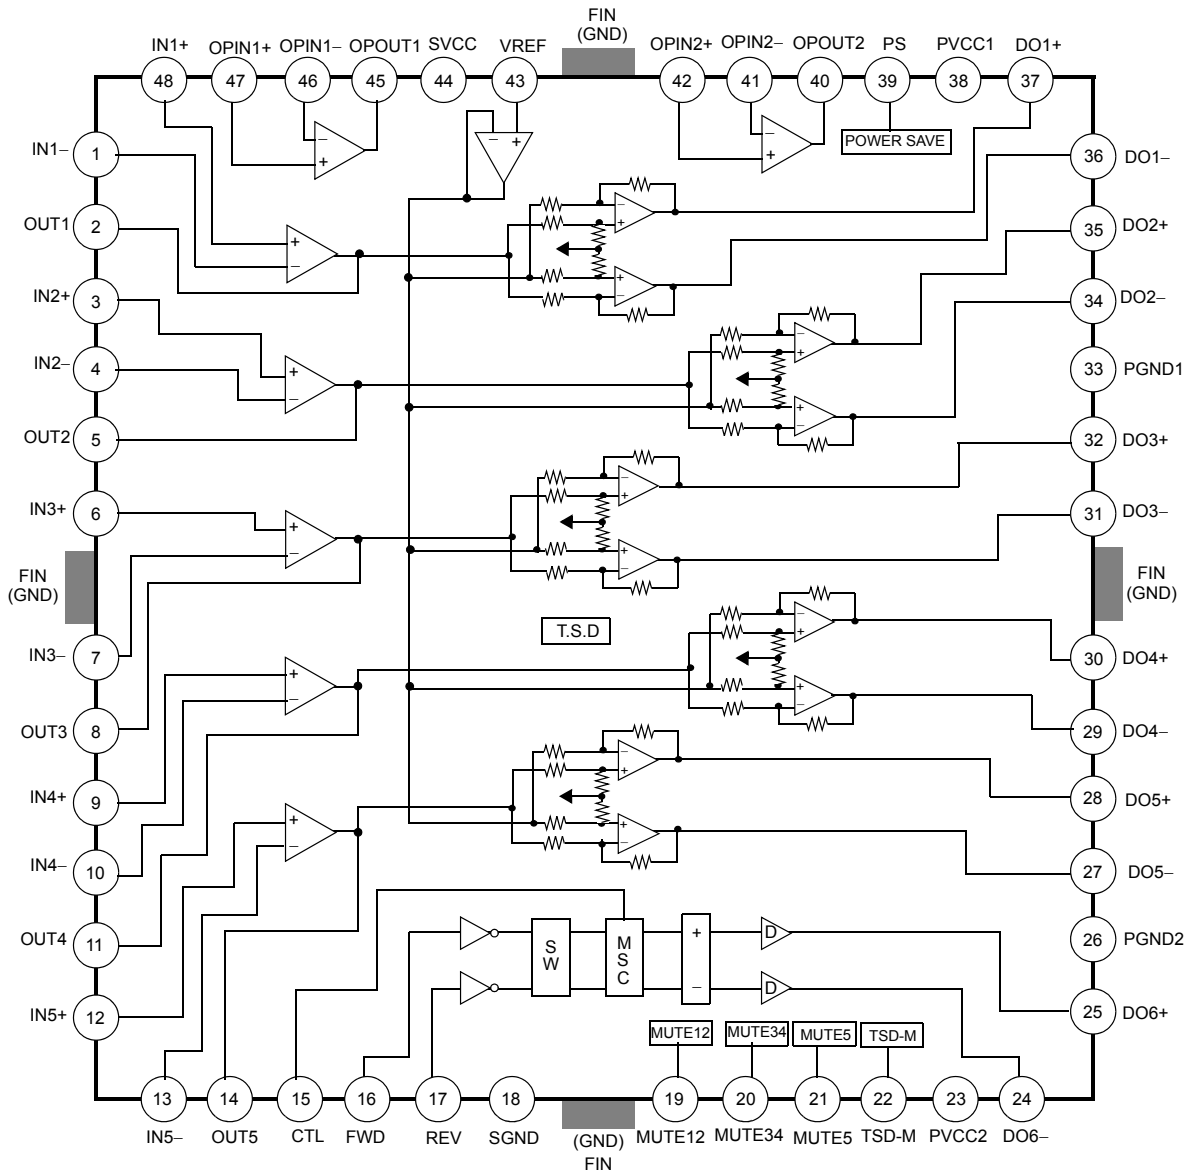 FIN
(GND)
IN1+ OPIN1+ OPIN1− OPOUT1 SVCC VREF OPIN2+ OPIN2− OPOUT2 PS PVCC1 DO1+
48 47 46 45 44 43 42 41 40 39 38 37
− +
− +
− +
POWER SAVE
IN1− 1
36 DO1−
OUT1 2
35 DO2+
− +
+ −
+ −
IN2+ 3
34 DO2−
− +
IN2− 4
33 PGND1
+ −
+ −
OUT2 5
32 DO3+
− +
IN3+ 6
31 DO3−
+ −
+ −
FIN
(GND)
FIN
(GND)
T.S.D
− +
IN3− 7
30 DO4+
+ −
+ −
OUT3 8
29 DO4−
− +
IN4+ 9
28 DO5+
+ −
+ −
IN4− 10
27 DO5−
OUT4 11
26 PGND2
S
W
M
S
C
+
−
D
D
IN5+ 12
25 DO6+
MUTE12 MUTE34 MUTE5 TSD-M
13 14 15 16 17 18 19 20 21 22 23 24
IN5− OUT5 CTL FWD REV SGND (GND) MUTE12 MUTE34 MUTE5 TSD-M PVCC2 DO6−
FIN